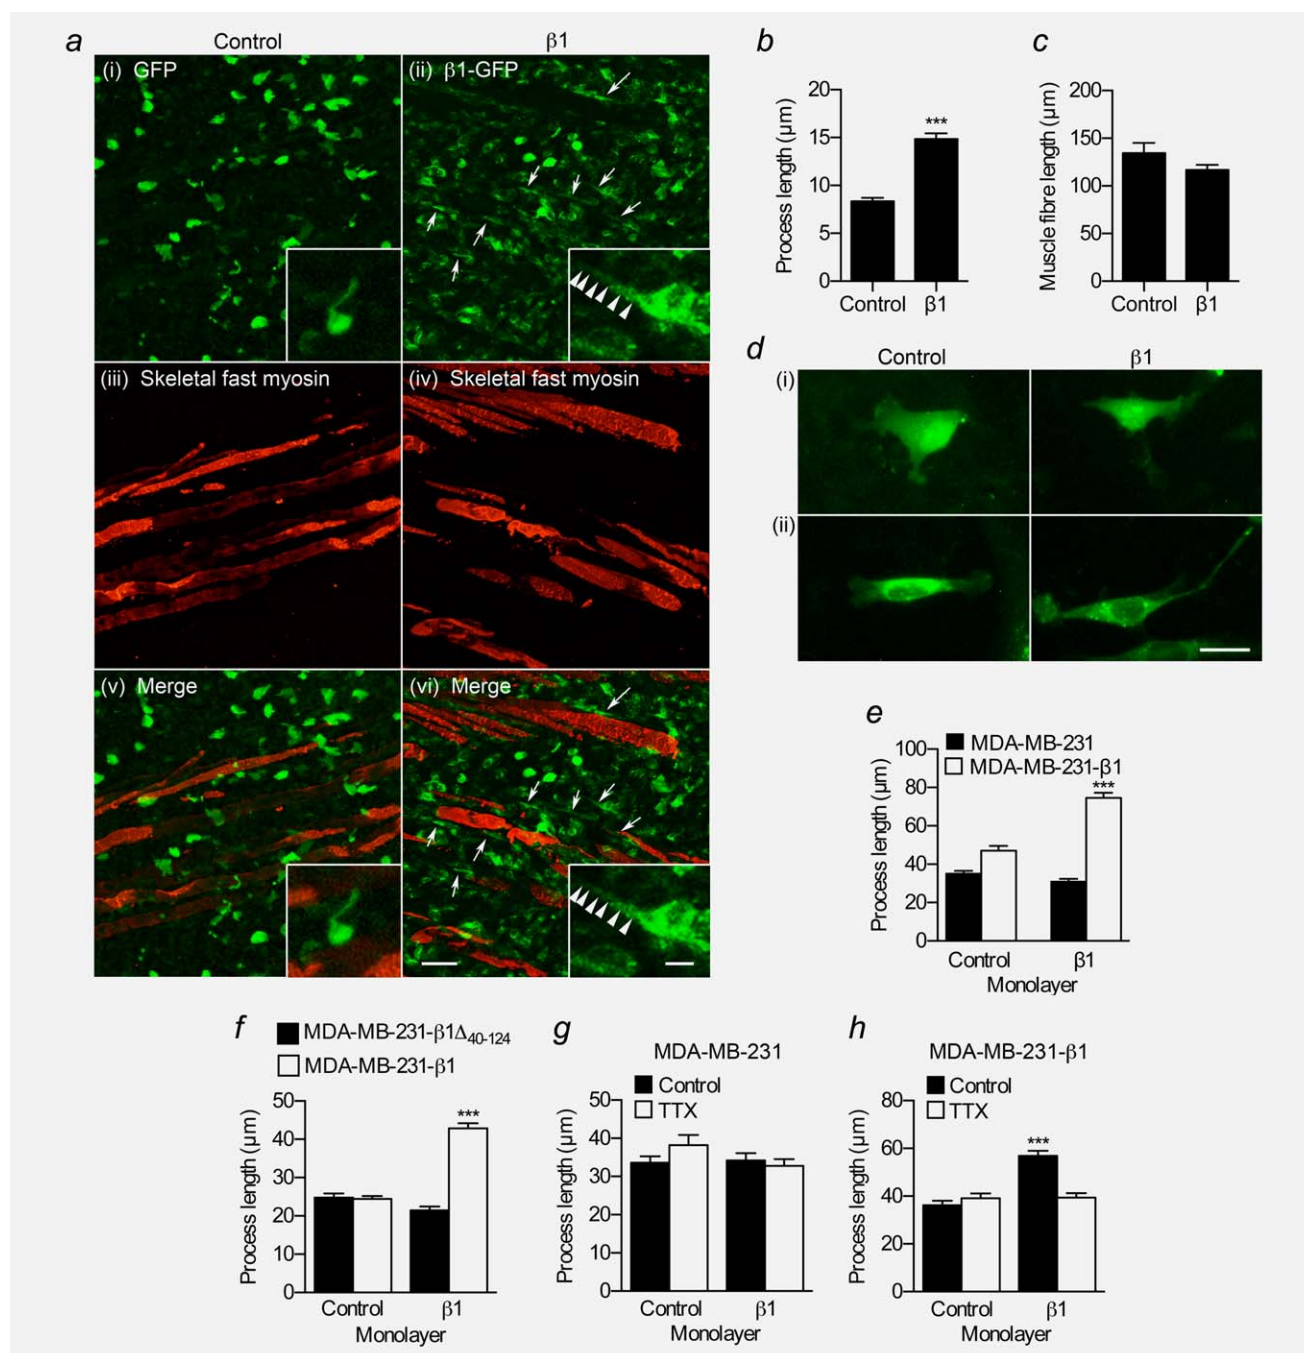 a
Control
β1
(i) GFP
(ii) β1-GFP
(iii) Skeletal fast myosin
(iv) Skeletal fast myosin
(v) Merge
(vi) Merge
b
Process length (µm)
20
15
10
5
0
***
Control β1
c
Muscle fibre length (µm)
200
150
100
50
0
Control β1
d
Control
β1
(i)
(ii)
e
MDA-MB-231
MDA-MB-231-β1
Process length (µm)
100
80
60
40
20
0
***
Control β1
Monolayer
f
MDA-MB-231-β1Δ40-124
MDA-MB-231-β1
Process length (µm)
50
40
30
20
10
0
***
Control β1
Monolayer
g
MDA-MB-231
Control
TTX
Process length (µm)
50
40
30
20
10
0
Control β1
Monolayer
h
MDA-MB-231-β1
Control
TTX
Process length (µm)
80
60
40
20
0
***
Control β1
Monolayer